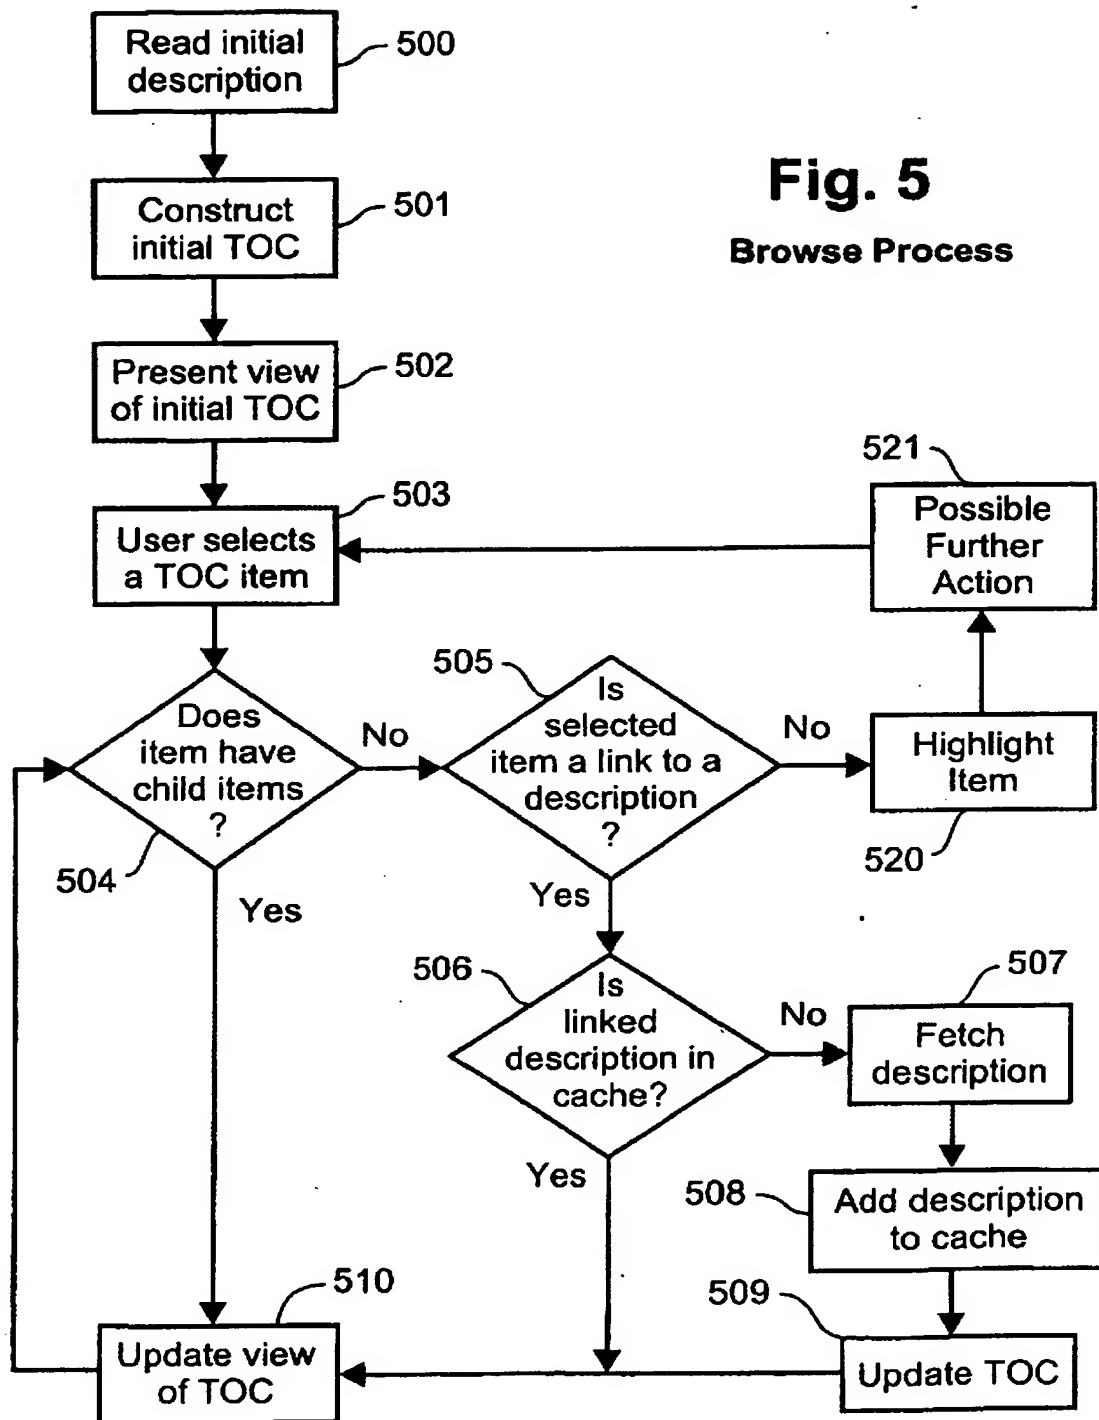 Read initial
description
500
Construct
initial TOC
501
Fig. 5
Browse Process
Present view
of initial TOC
502
User selects
a TOC item
503
521
Possible
Further
Action
Does
item have
child items
?
504
No
Yes
505
Is
selected
item a link to a
description
?
No
Yes
Highlight
Item
520
506
Is
linked
description in
cache?
No
Yes
507
Fetch
description
508
Add description
to cache
509
Update TOC
510
Update view
of TOC